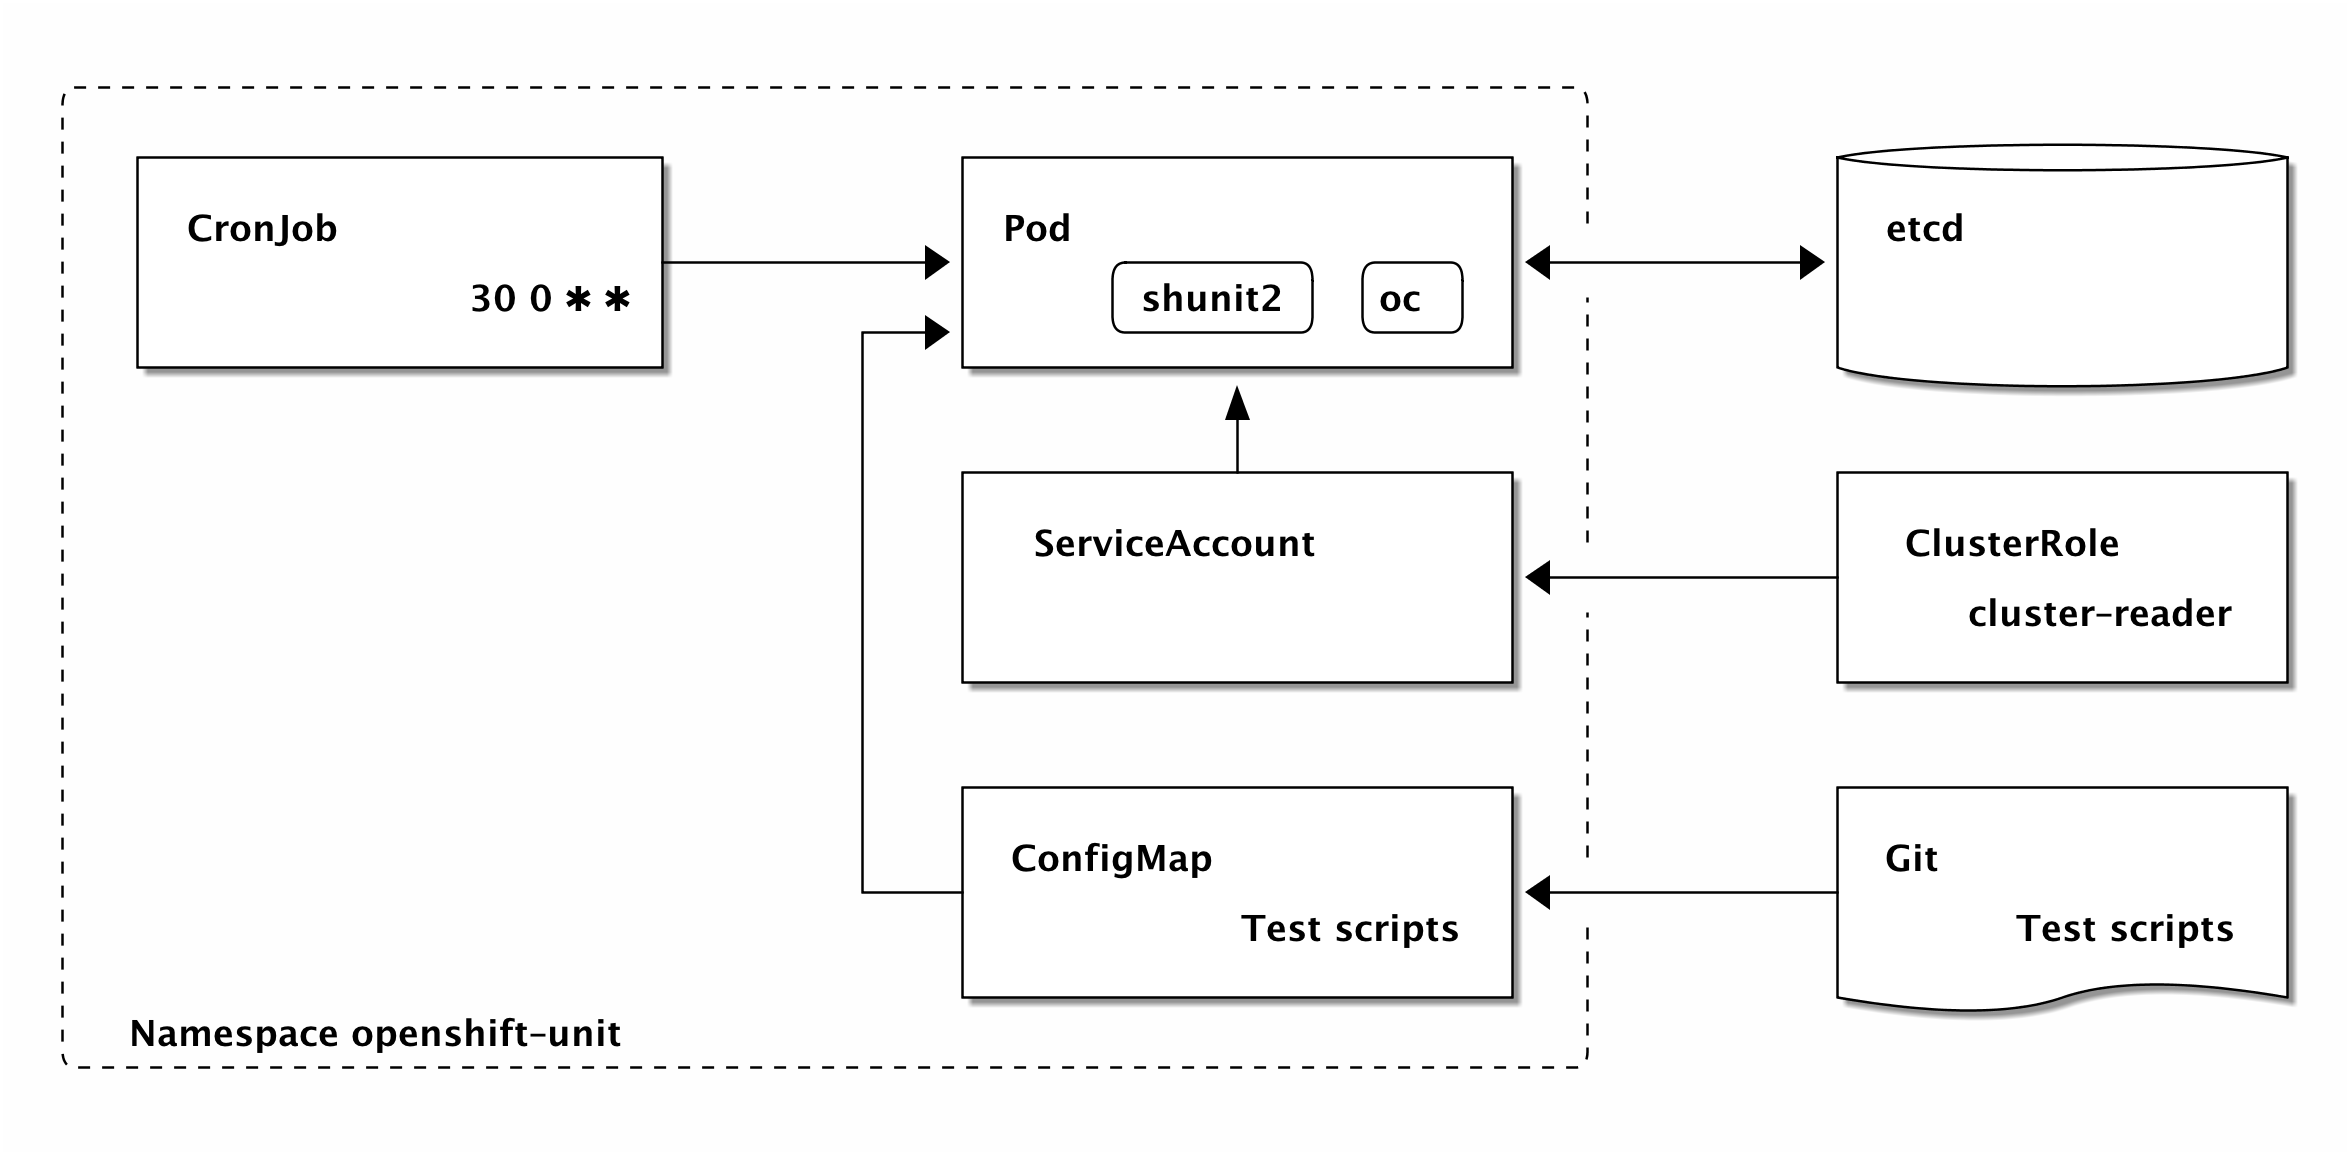 CronJob
30 0 ✱ ✱
Pod
shunit2
oc
etcd
ServiceAccount
ClusterRole
cluster-reader
ConfigMap
Test scripts
Git
Test scripts
Namespace openshift-unit